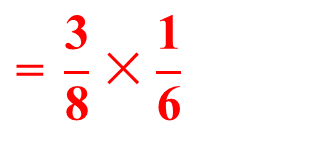 = 3/8 × 1/6